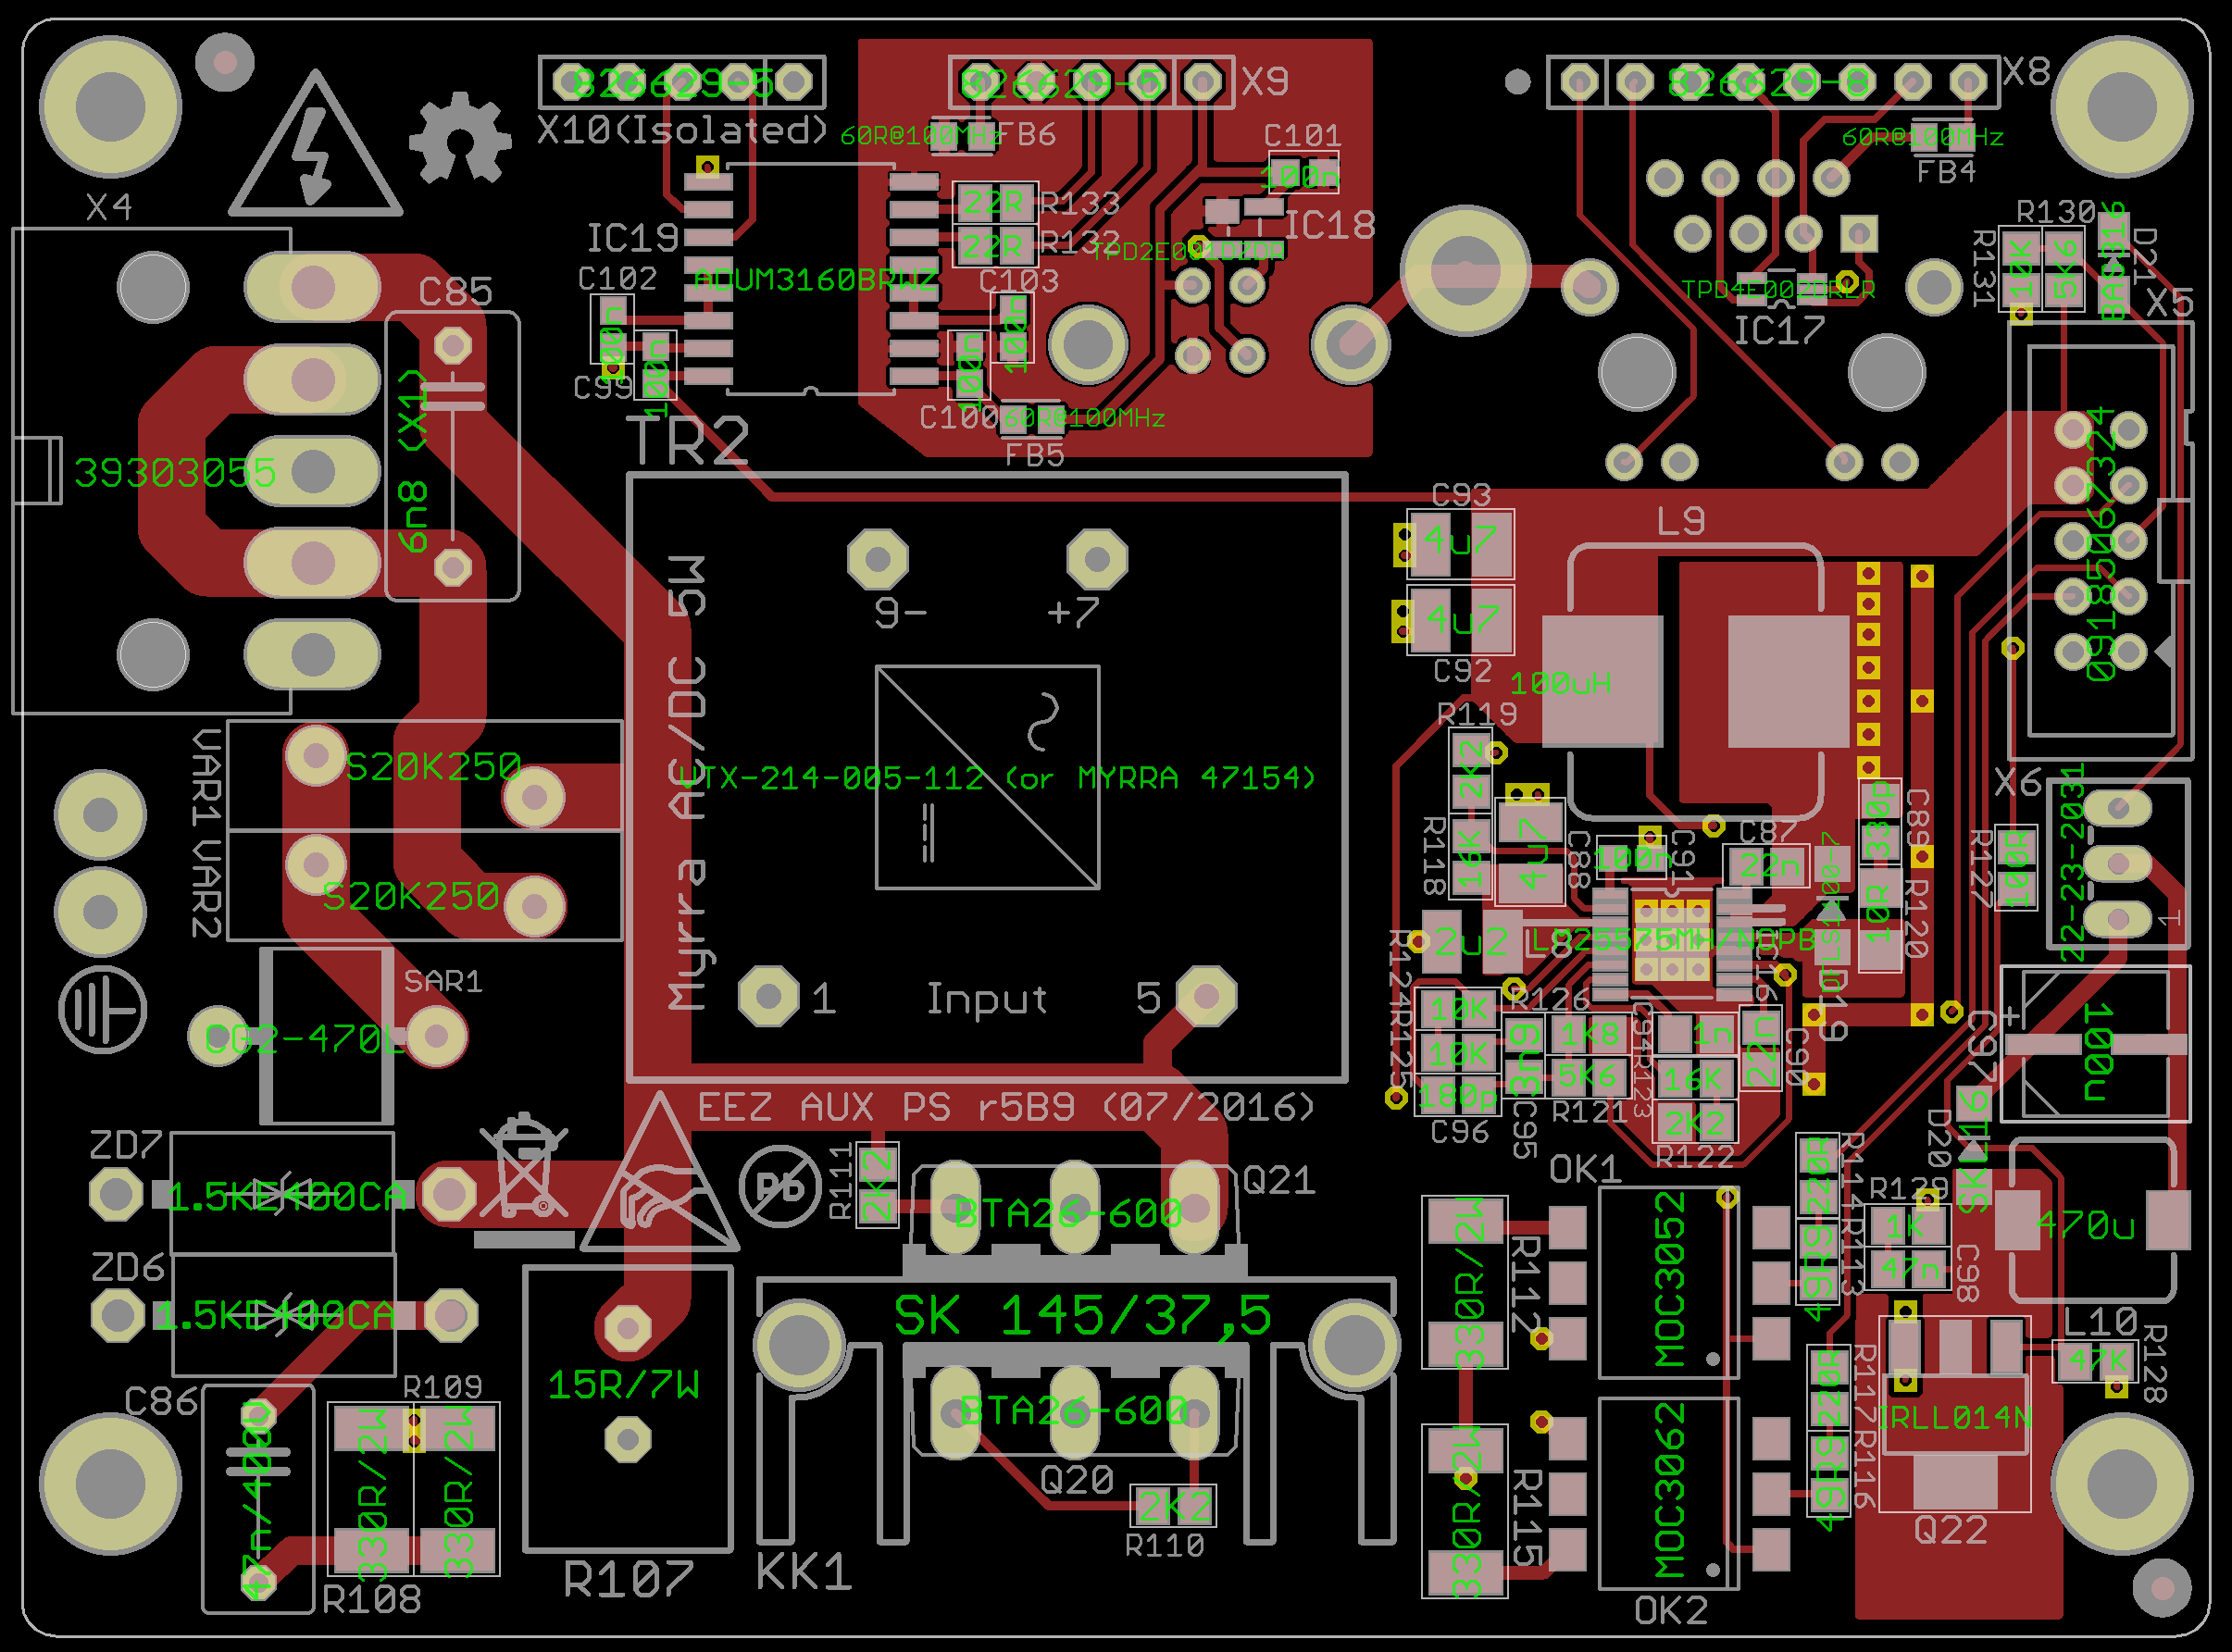 826629-5
X10(Isolated)
826629-5
X9
826629-8
X8
60R@100MHz
FB6
C101
100n
60R@100MHz
FB4
X4
22R
R133
22R
R132
IC18
TPD2E001DZDR
IC19
ADUM3160BRWZ
C102
100n
C99
100n
C103
100n
C100
100n
60R@100MHz
FB5
TPD4E002DRLR
IC17
R130
R131
10K
5K6
BAS316
D21
X5
09185067324
C85
6n8 (X1)
39303055
TR2
9-
+7
Myrra AC/DC 5W
VTX-214-005-112 (or MYRRA 47154)
1
Input
5
C93
4u7
4u7
C92
L9
100uH
R119
2K2
R118
16K
4u7
C88
100n
C91
C87
22n
C89
330p
10R
R120
X6
22-23-2031
1
R127
100R
VAR1
S20K250
VAR2
S20K250
2u2
L8
LM25575MH/NOPB
D19
SAR1
CG2-470L
R124
10K
R125
10K
180p
C96
3n9
C95
R126
1K8
5K6
R121
C94
1n
R123
16K
2K2
R122
22n
C90
C97
+
100u
EEZ AUX PS r5B9 (07/2016)
ZD7
1.5KE400CA
ZD6
1.5KE400CA
Pb
R111
2K2
Q21
BTA26-600
SK 145/37,5
BTA26-600
Q20
2K2
R110
KK1
15R/7W
R107
C86
47n/400V
R109
330R/2W
330R/2W
R108
OK1
MOC3052
330R/2W
R112
MOC3062
OK2
330R/2W
R115
220R
R114
49R9
R113
220R
R117
49R9
R116
D20
SK16
R129
1K
47n
C98
470u
L10
47K
R128
IRLL014N
Q22